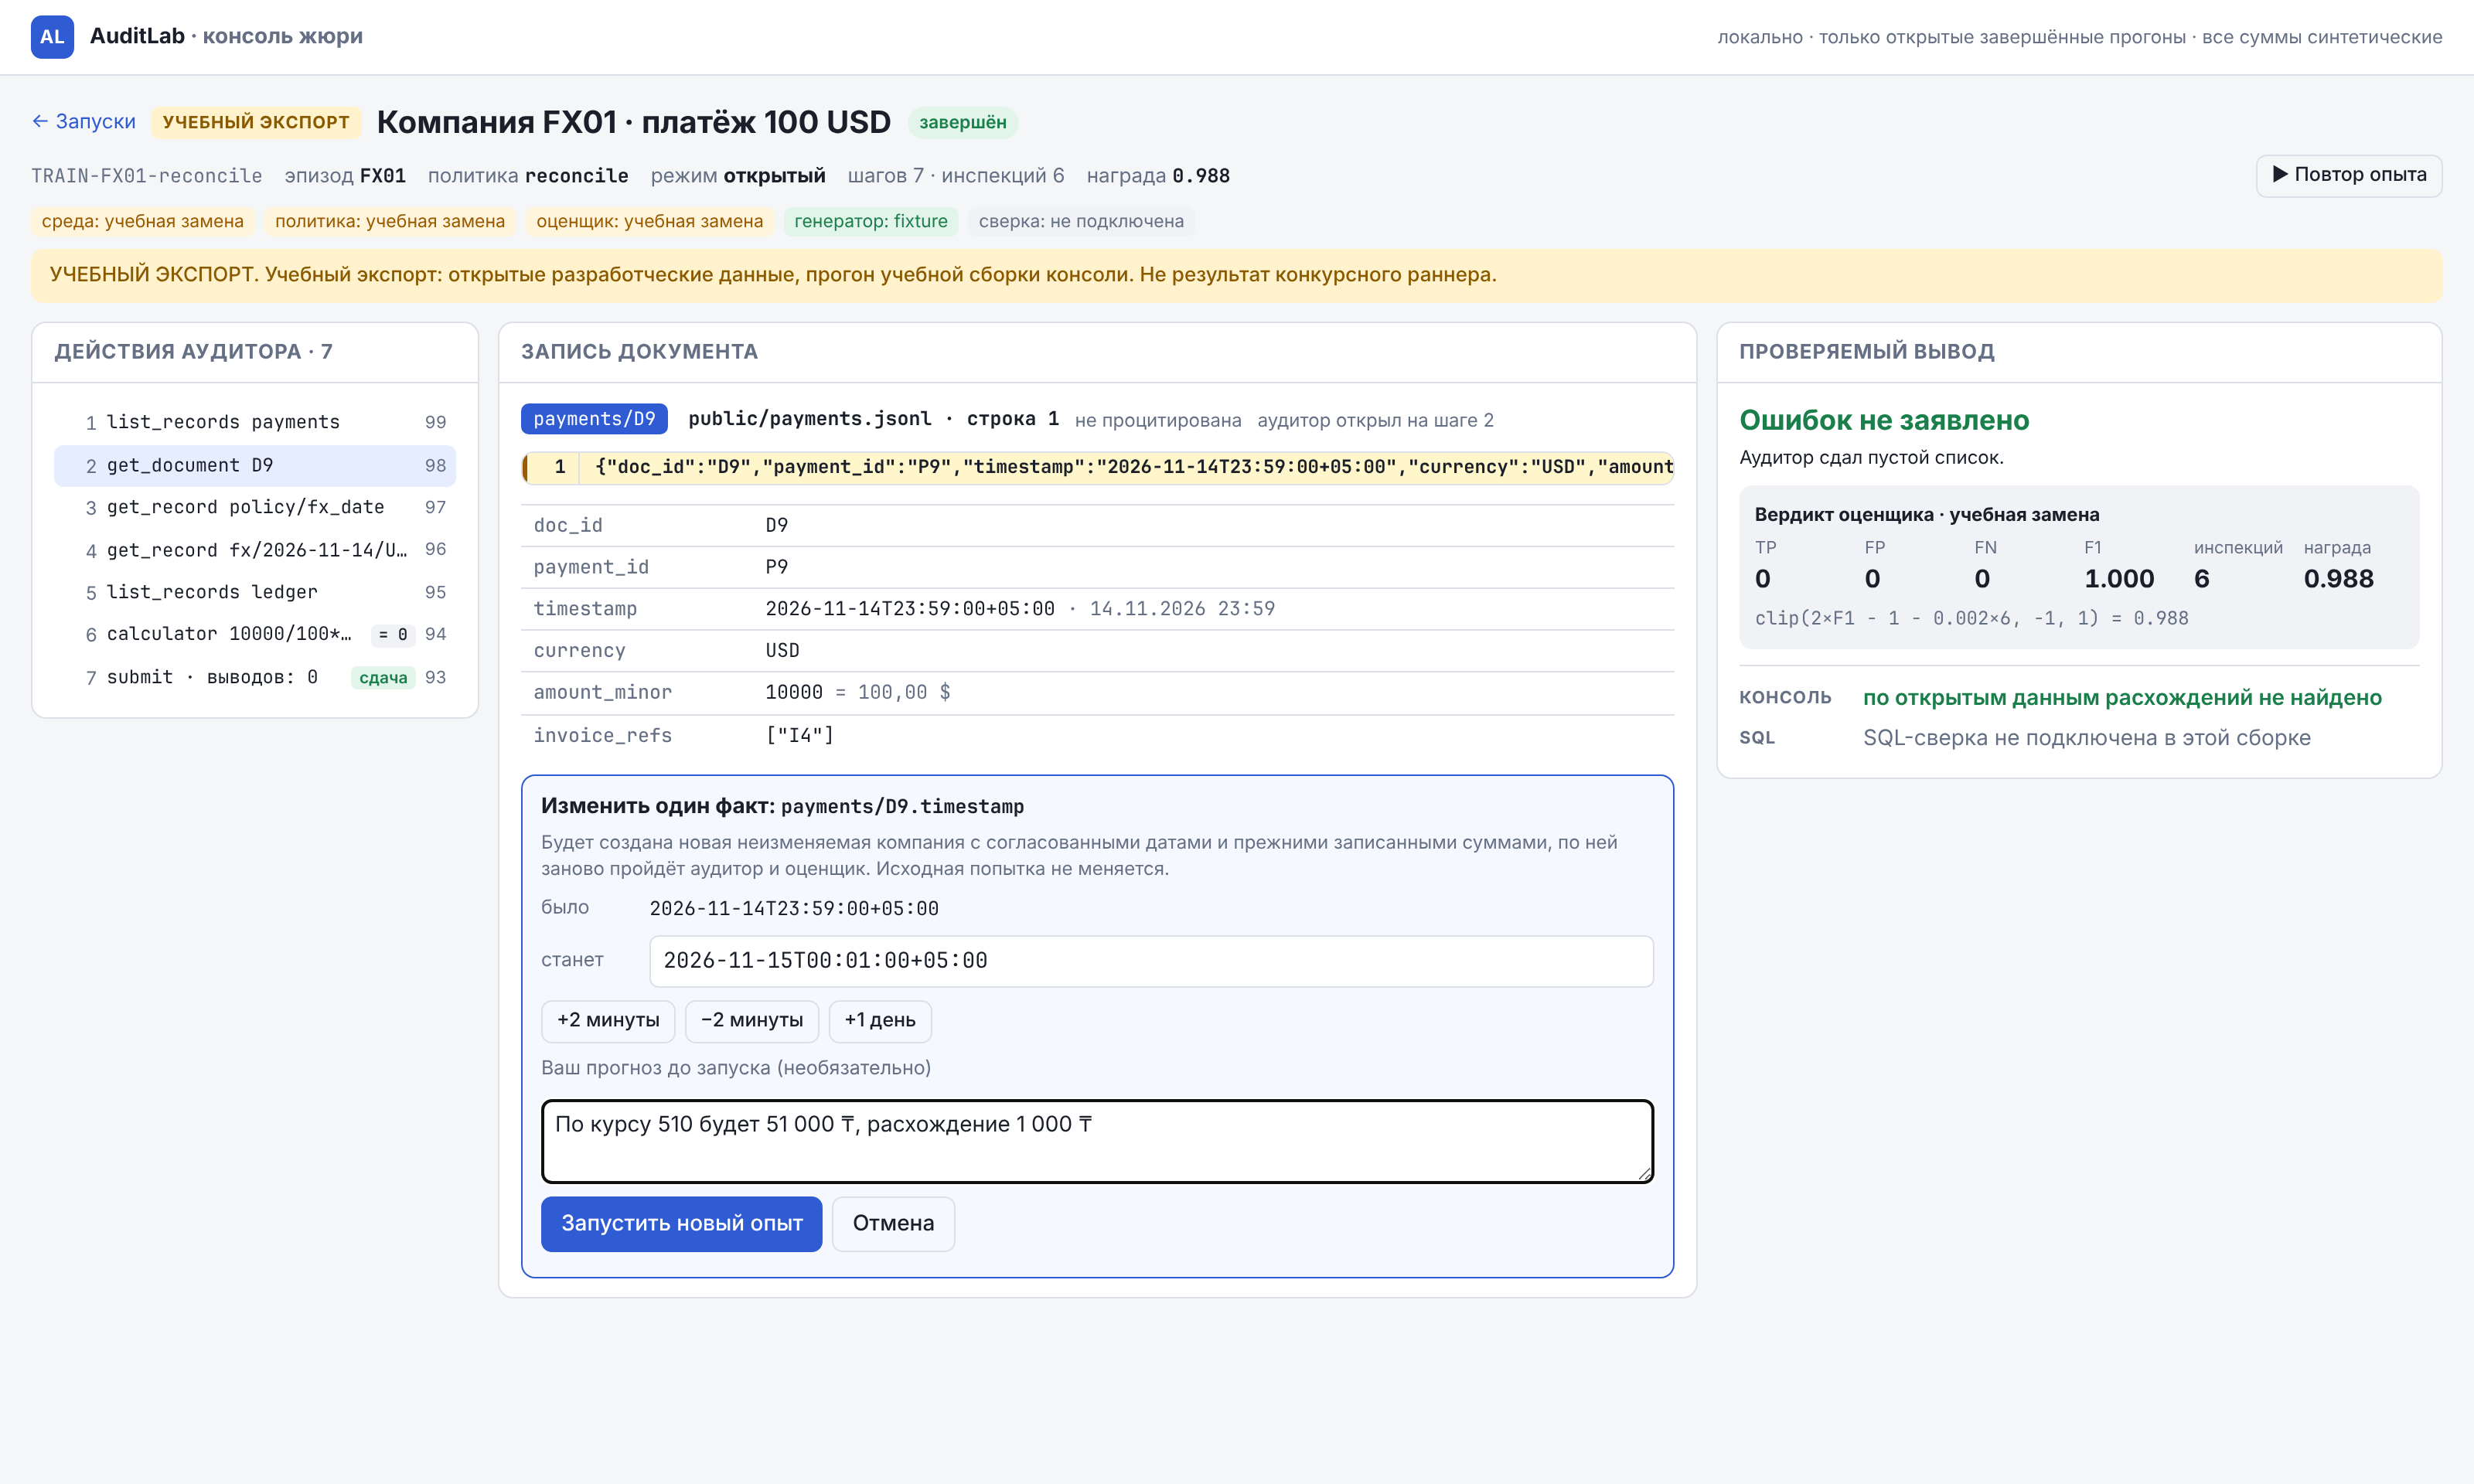 AL AuditLab · консоль жюри
локально · только открытые завершённые прогоны · все суммы синтетические
← Запуски УЧЕБНЫЙ ЭКСПОРТ Компания FX01 · платёж 100 USD завершён
TRAIN-FX01-reconcile эпизод FX01 политика reconcile режим открытый шагов 7 · инспекций 6 награда 0.988
▶ Повтор опыта
среда: учебная замена политика: учебная замена оценщик: учебная замена генератор: fixture сверка: не подключена
УЧЕБНЫЙ ЭКСПОРТ. Учебный экспорт: открытые разработческие данные, прогон учебной сборки консоли. Не результат конкурсного раннера.
ДЕЙСТВИЯ АУДИТОРА · 7
1 list_records payments 99
2 get_document D9 98
3 get_record policy/fx_date 97
4 get_record fx/2026-11-14/U… 96
5 list_records ledger 95
6 calculator 10000/100*… = 0 94
7 submit · выводов: 0 сдача 93
ЗАПИСЬ ДОКУМЕНТА
payments/D9 public/payments.jsonl · строка 1 не процитирована аудитор открыл на шаге 2
1 {"doc_id":"D9","payment_id":"P9","timestamp":"2026-11-14T23:59:00+05:00","currency":"USD","amount
doc_id D9
payment_id P9
timestamp 2026-11-14T23:59:00+05:00 · 14.11.2026 23:59
currency USD
amount_minor 10000 = 100,00 $
invoice_refs ["I4"]
Изменить один факт: payments/D9.timestamp
Будет создана новая неизменяемая компания с согласованными датами и прежними записанными суммами, по ней
заново пройдёт аудитор и оценщик. Исходная попытка не меняется.
было 2026-11-14T23:59:00+05:00
станет 2026-11-15T00:01:00+05:00
+2 минуты −2 минуты +1 день
Ваш прогноз до запуска (необязательно)
По курсу 510 будет 51 000 ₸, расхождение 1 000 ₸
Запустить новый опыт Отмена
ПРОВЕРЯЕМЫЙ ВЫВОД
Ошибок не заявлено
Аудитор сдал пустой список.
Вердикт оценщика · учебная замена
TP FP FN F1 инспекций награда
0 0 0 1.000 6 0.988
clip(2×F1 - 1 - 0.002×6, -1, 1) = 0.988
КОНСОЛЬ по открытым данным расхождений не найдено
SQL SQL-сверка не подключена в этой сборке